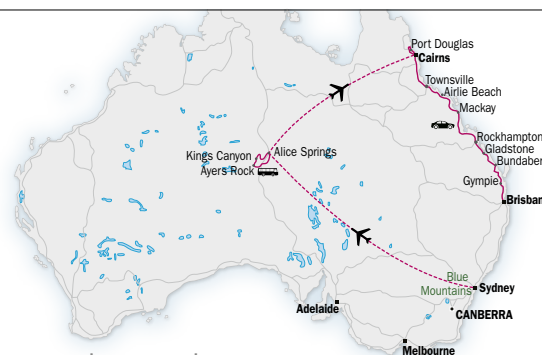 Port Douglas
Cairns
Townsville
Airlie Beach
Mackay
Rockhampton
Gladstone
Bundaber
Gympie
Brisban
Kings Canyon
Alice Springs
Ayers Rock
Blue
Mountains
Sydney
CANBERRA
Adelaide
Melbourne